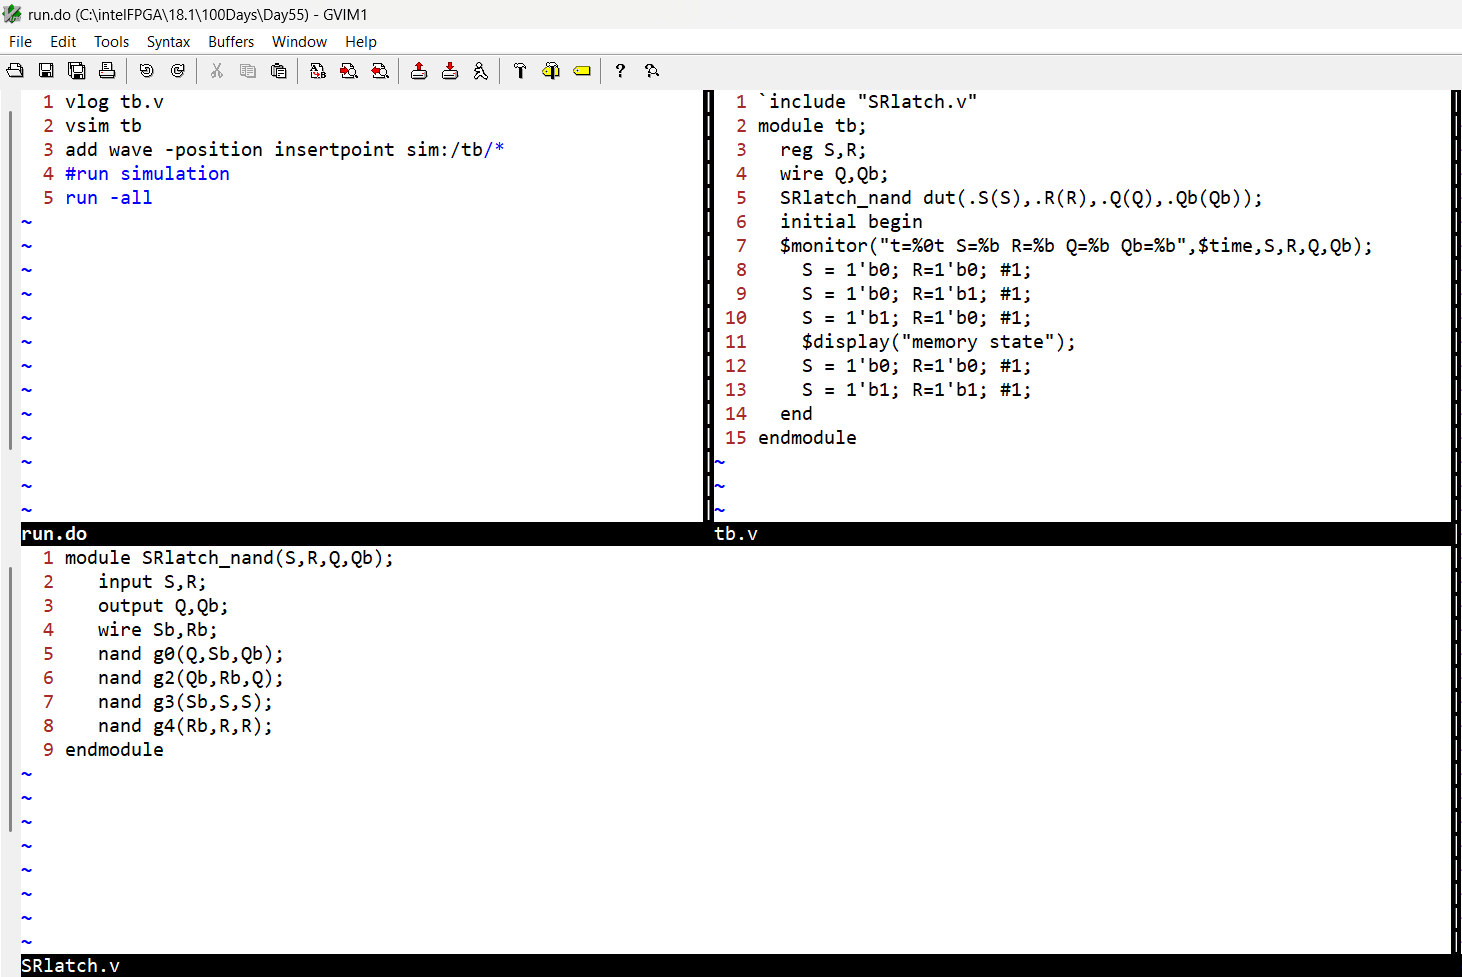 run.do (C:\intelFPGA\18.1\100Days\Day55) - GVIM1
File Edit Tools Syntax Buffers Window Help
1 vlog tb.v
2 vsim tb
3 add wave -position insertpoint sim:/tb/*
4 #run simulation
5 run -all
~
~
~
~
~
~
~
~
~
~
~
~
~
run.do
1 `include "SRlatch.v"
2 module tb;
3   reg S,R;
4   wire Q,Qb;
5   SRlatch_nand dut(.S(S),.R(R),.Q(Q),.Qb(Qb));
6   initial begin
7   $monitor("t=%0t S=%b R=%b Q=%b Qb=%b",$time,S,R,Q,Qb);
8     S = 1'b0; R=1'b0; #1;
9     S = 1'b0; R=1'b1; #1;
10     S = 1'b1; R=1'b0; #1;
11     $display("memory state");
12     S = 1'b0; R=1'b0; #1;
13     S = 1'b1; R=1'b1; #1;
14   end
15 endmodule
~
~
~
tb.v
1 module SRlatch_nand(S,R,Q,Qb);
2    input S,R;
3    output Q,Qb;
4    wire Sb,Rb;
5    nand g0(Q,Sb,Qb);
6    nand g2(Qb,Rb,Q);
7    nand g3(Sb,S,S);
8    nand g4(Rb,R,R);
9 endmodule
~
~
~
~
~
~
~
~
SRlatch.v